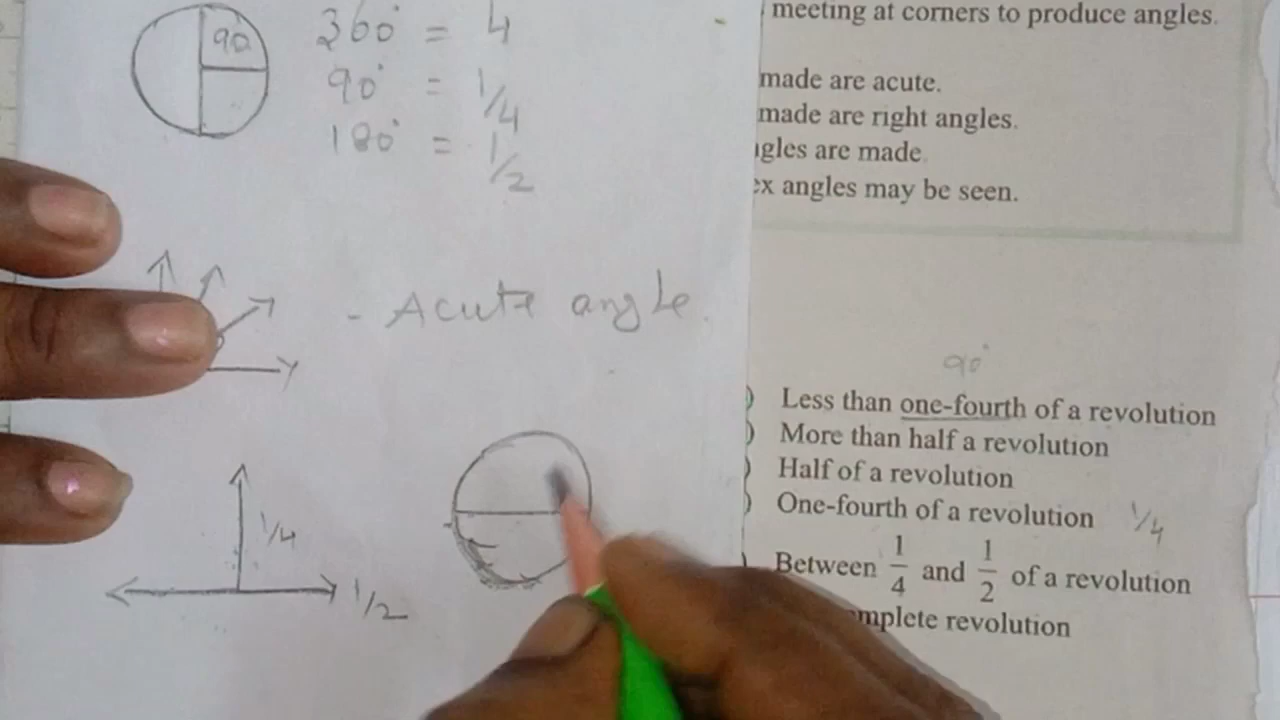 90
360° = 4
90° = 1/4
180° = 1/2
- Acute angle.
1/4
1/2
meeting at corners to produce angles.
made are acute.
made are right angles.
gles are made
ex angles may be seen.
90°
Less than one-fourth of a revolution
More than half a revolution
Half of a revolution
One-fourth of a revolution 1/4
Between 1/4 and 1/2 of a revolution
mplete revolution